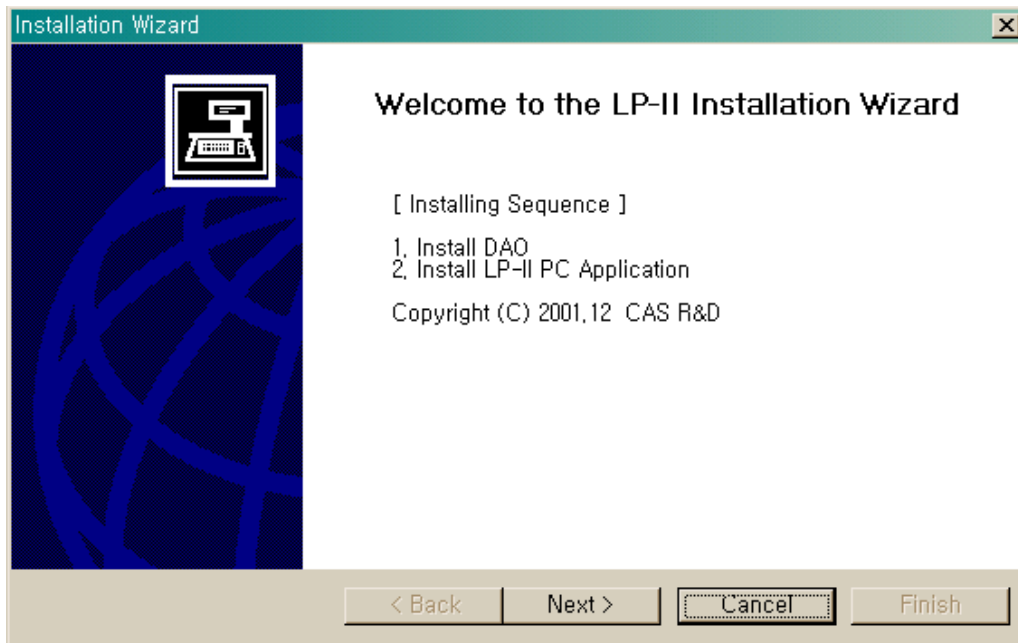 Installation Wizard
Welcome to the LP-II Installation Wizard
[ Installing Sequence ]
1, Install DAO
2, Install LP-II PC Application
Copyright (C) 2001,12 CAS R&D
< Back
Next >
Cancel
Finish